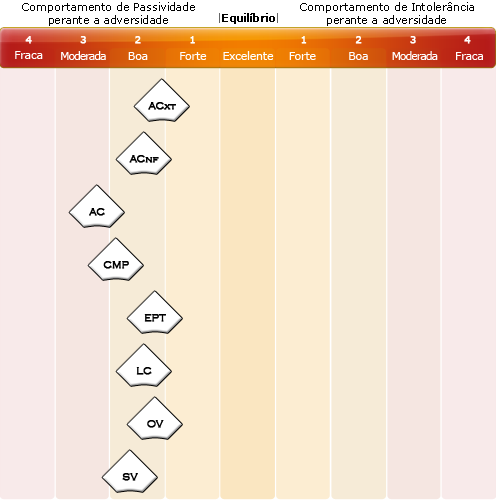 Comportamento de Passividade
perante a adversidade
|Equilíbrio|
Comportamento de Intolerância
perante a adversidade
4 3 2 1 1 2 3 4
Fraca Moderada Boa Forte Excelente Forte Boa Moderada Fraca
ACXT
ACNF
AC
CMP
EPT
LC
OV
SV